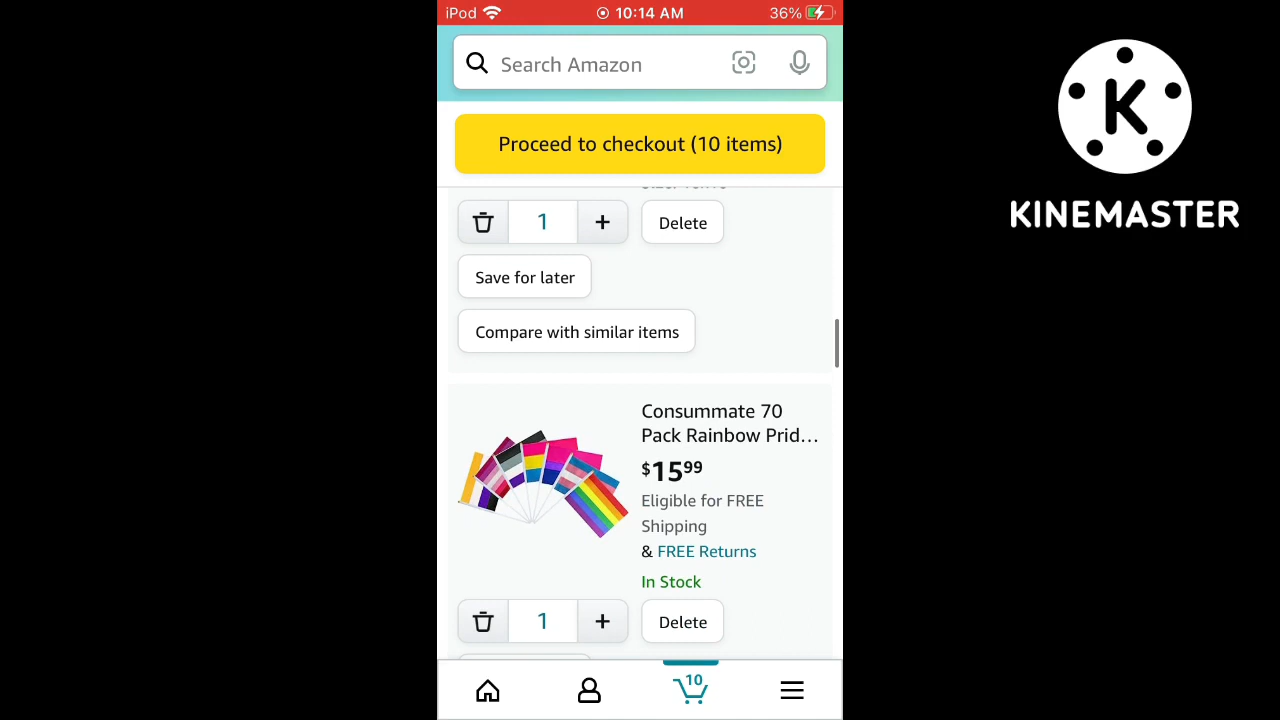 iPod
10:14 AM
36%
Search Amazon
Proceed to checkout (10 items)
1
Delete
Save for later
Compare with similar items
Consummate 70
Pack Rainbow Prid...
$15⁹⁹
Eligible for FREE
Shipping
& FREE Returns
In Stock
1
Delete
10
K
KINEMASTER